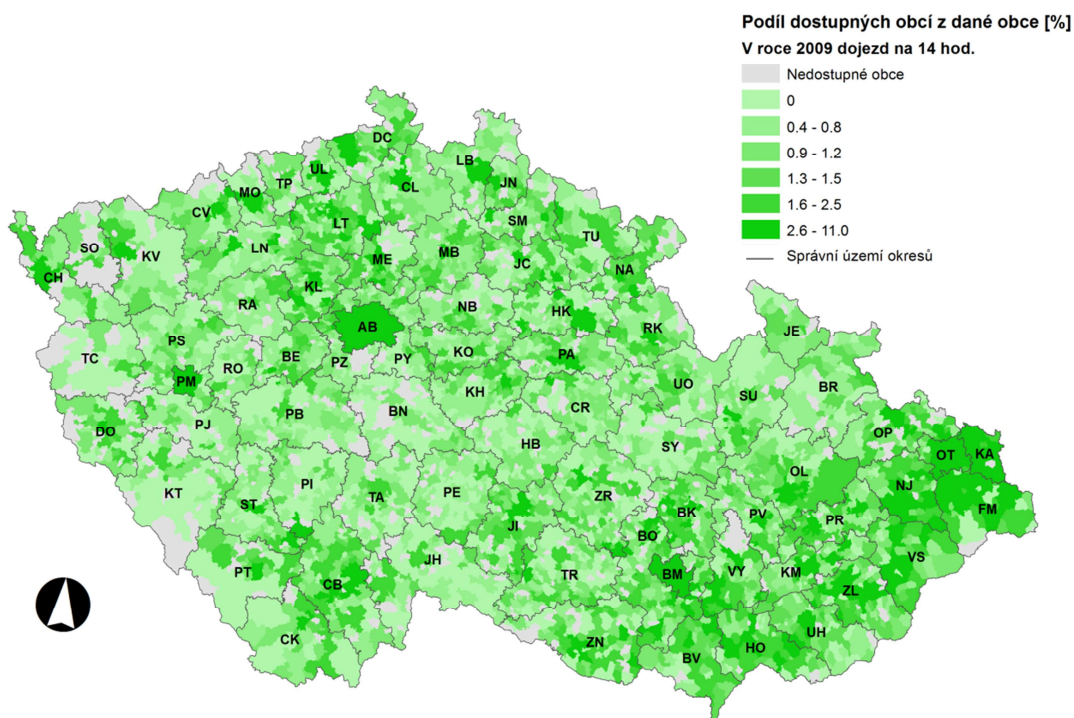 Podíl dostupných obcí z dané obce [%]
V roce 2009 dojezd na 14 hod.
Nedostupné obce
0
0.4 - 0.8
0.9 - 1.2
1.3 - 1.5
1.6 - 2.5
2.6 - 11.0
Správní území okresů
DC
LB
UL
JN
TP
CL
MO
CV
SM
LT
TU
SO
LN
MB
KV
ME
JC
NA
CH
KL
RA
NB
HK
AB
RK
JE
PS
TC
BE
KO
PA
RO
PZ
PY
PM
KH
UO
BR
SU
CR
BN
PB
DO
PJ
OP
HB
SY
OT
KA
OL
KT
PI
TA
PE
ZR
NJ
ST
FM
BK
PV
PR
JI
BO
VS
JH
PT
TR
BM
VY
KM
CB
ZL
UH
CK
ZN
HO
BV